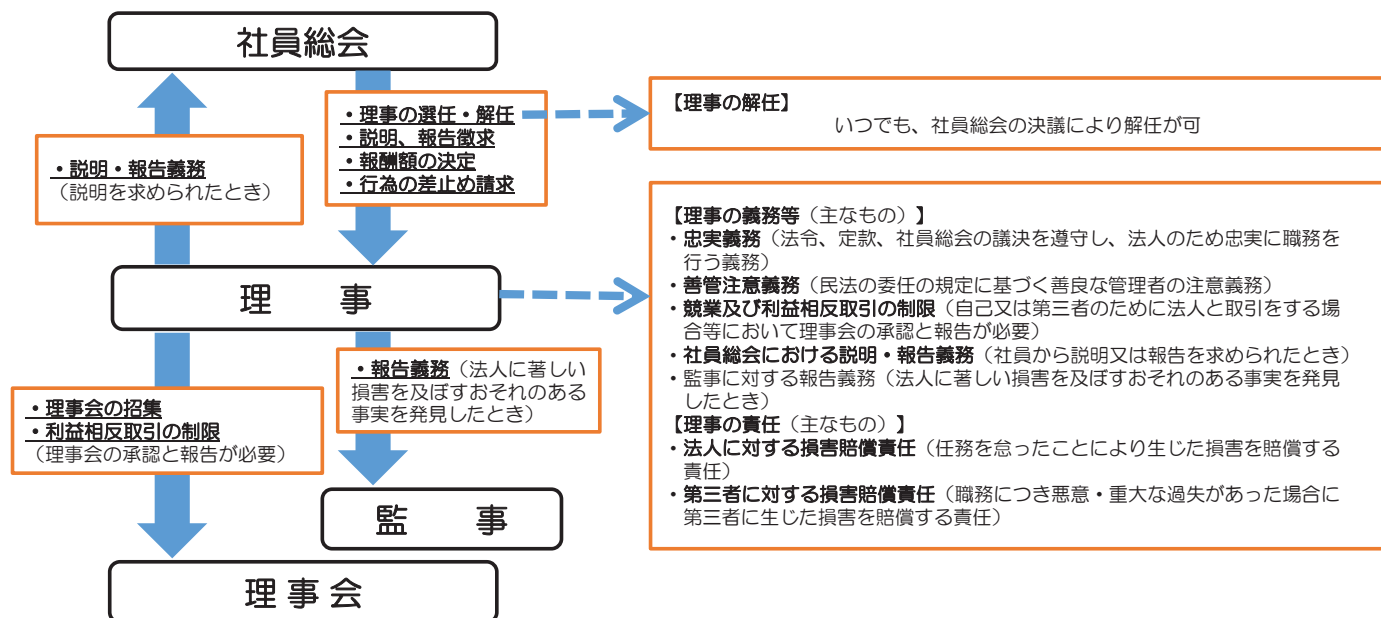 社員総会
・理事の選任・解任
・説明、報告徴求
・報酬額の決定
・行為の差止め請求
・説明・報告義務
（説明を求められたとき）
【理事の解任】
いつでも、社員総会の決議により解任が可
理　事
・報告義務（法人に著しい
損害を及ぼすおそれのある
事実を発見したとき）
・理事会の招集
・利益相反取引の制限
（理事会の承認と報告が必要）
監　事
理事会
【理事の義務等（主なもの）】
・忠実義務（法令、定款、社員総会の議決を遵守し、法人のため忠実に職務を
行う義務）
・善管注意義務（民法の委任の規定に基づく善良な管理者の注意義務）
・競業及び利益相反取引の制限（自己又は第三者のために法人と取引をする場
合等において理事会の承認と報告が必要）
・社員総会における説明・報告義務（社員から説明又は報告を求められたとき）
・監事に対する報告義務（法人に著しい損害を及ぼすおそれのある事実を発見
したとき）
【理事の責任（主なもの）】
・法人に対する損害賠償責任（任務を怠ったことにより生じた損害を賠償する
責任）
・第三者に対する損害賠償責任（職務につき悪意・重大な過失があった場合に
第三者に生じた損害を賠償する責任）